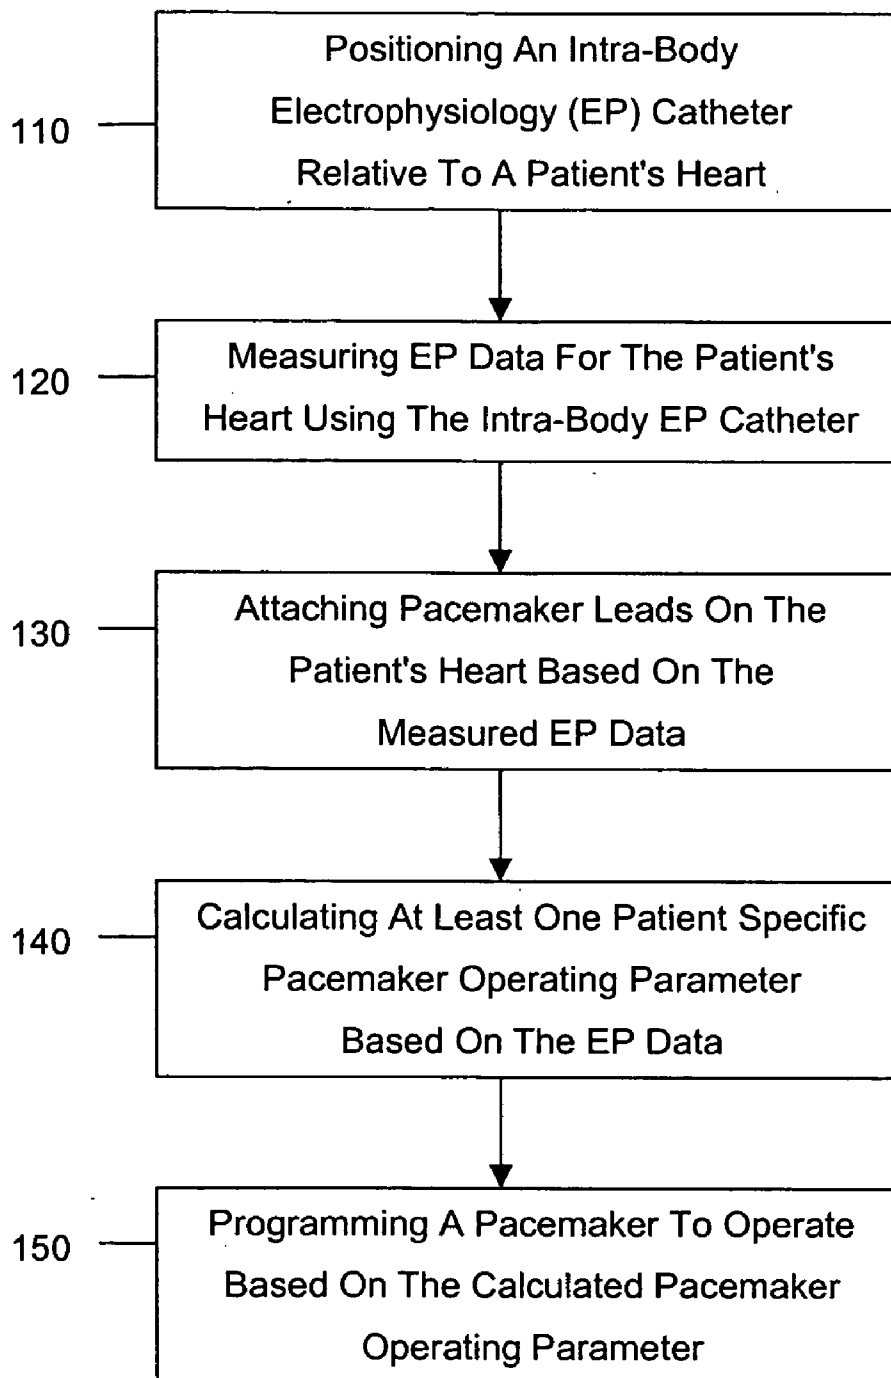 Positioning An Intra-Body
Electrophysiology (EP) Catheter
110
Relative To A Patient's Heart
Measuring EP Data For The Patient's
120
Heart Using The Intra-Body EP Catheter
Attaching Pacemaker Leads On The
130
Patient's Heart Based On The
Measured EP Data
Calculating At Least One Patient Specific
140
Pacemaker Operating Parameter
Based On The EP Data
Programming A Pacemaker To Operate
150
Based On The Calculated Pacemaker
Operating Parameter